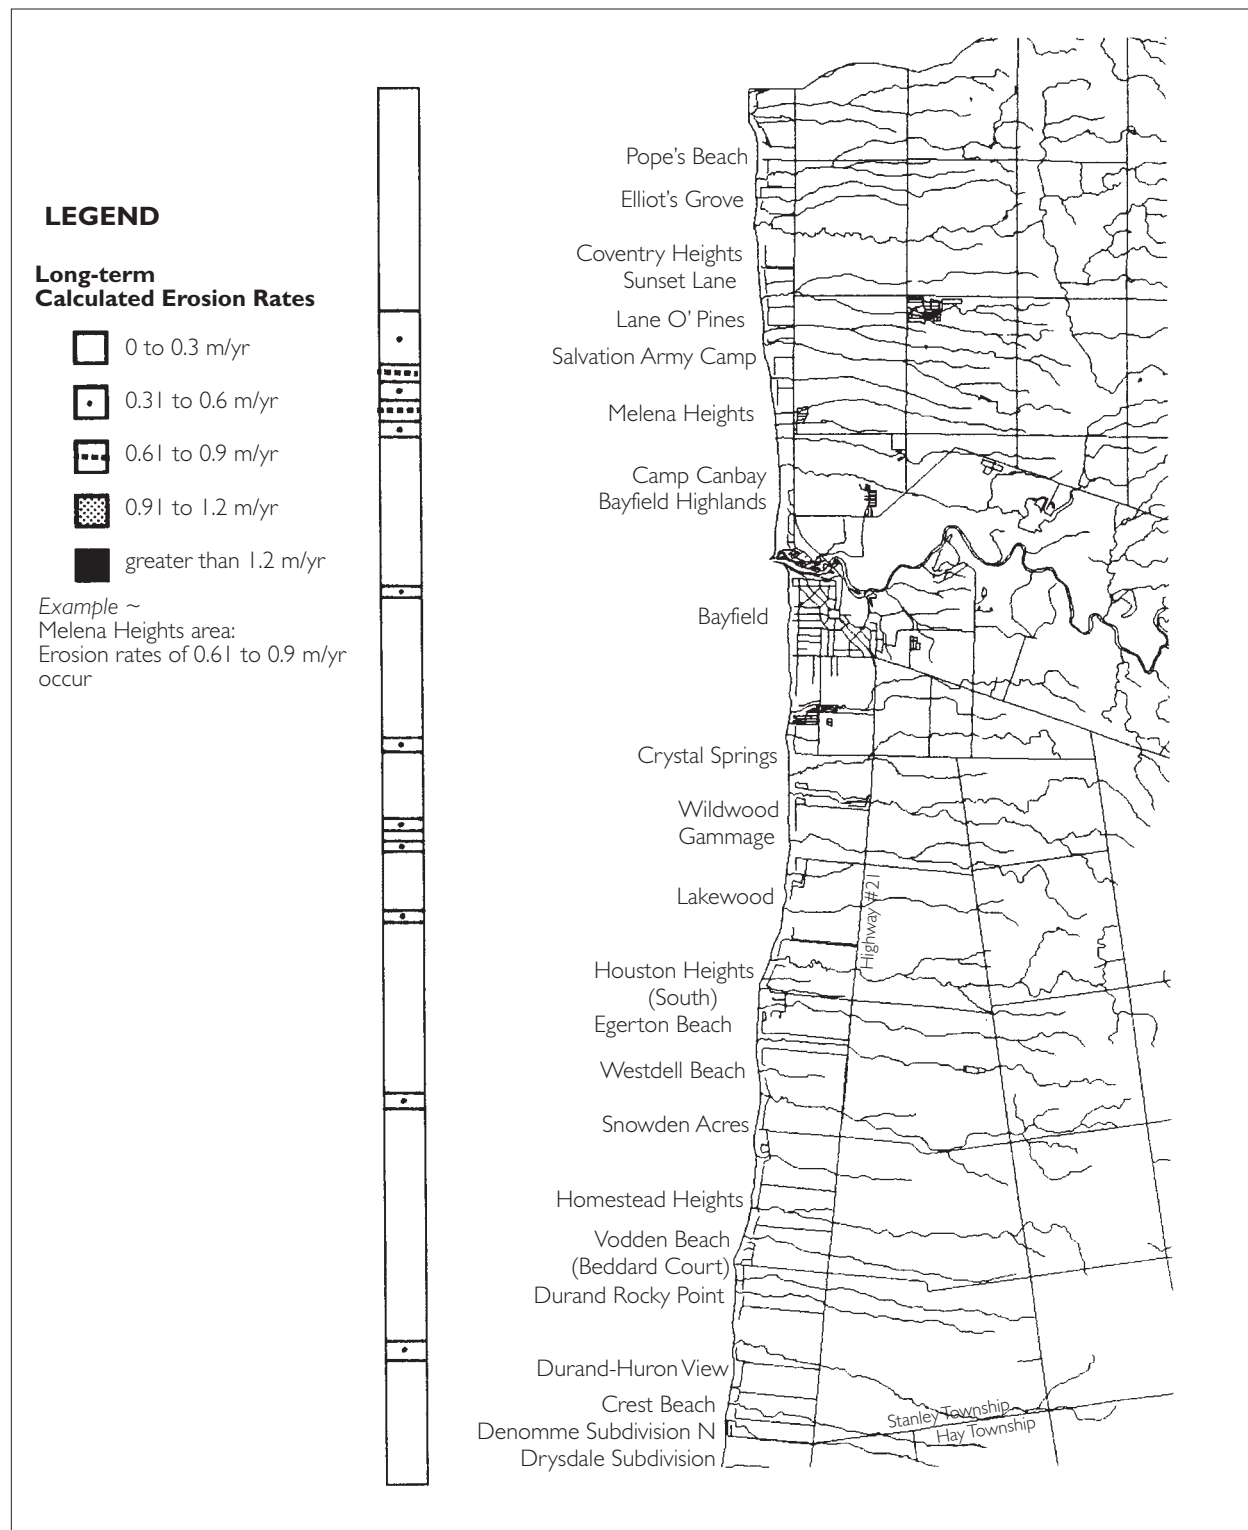 LEGEND
Long-term
Calculated Erosion Rates
0 to 0.3 m/yr
0.31 to 0.6 m/yr
0.61 to 0.9 m/yr
0.91 to 1.2 m/yr
greater than 1.2 m/yr
Example ~
Melena Heights area:
Erosion rates of 0.61 to 0.9 m/yr
occur
Pope's Beach
Elliot's Grove
Coventry Heights
Sunset Lane
Lane O' Pines
Salvation Army Camp
Melena Heights
Camp Canbay
Bayfield Highlands
Bayfield
Crystal Springs
Wildwood
Gammage
Lakewood
Highway #21
Houston Heights
(South)
Egerton Beach
Westdell Beach
Snowden Acres
Homestead Heights
Vodden Beach
(Beddard Court)
Durand Rocky Point
Durand-Huron View
Crest Beach
Denomme Subdivision N
Drysdale Subdivision
Stanley Township
Hay Township